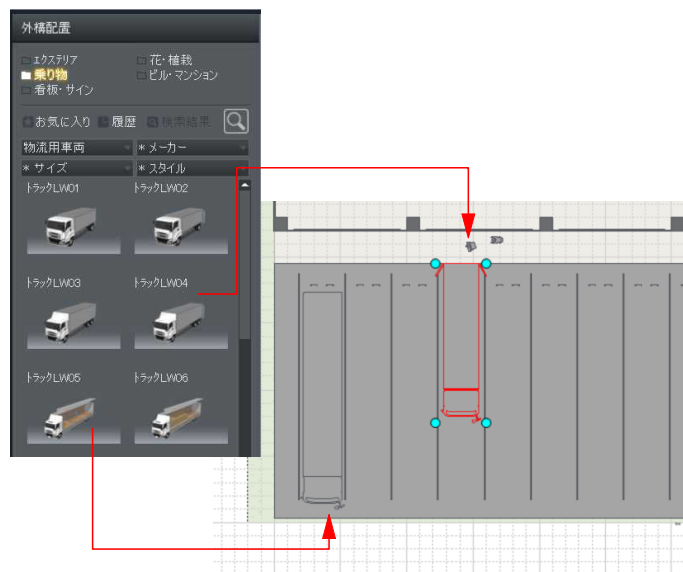 外構配置
エクステリア 花・植栽
乗り物 ビル・マンション
看板・サイン
お気に入り 履歴 検索結果
物流用車両 * メーカー
* サイズ * スタイル
トラックLW01 トラックLW02
トラックLW03 トラックLW04
トラックLW05 トラックLW06